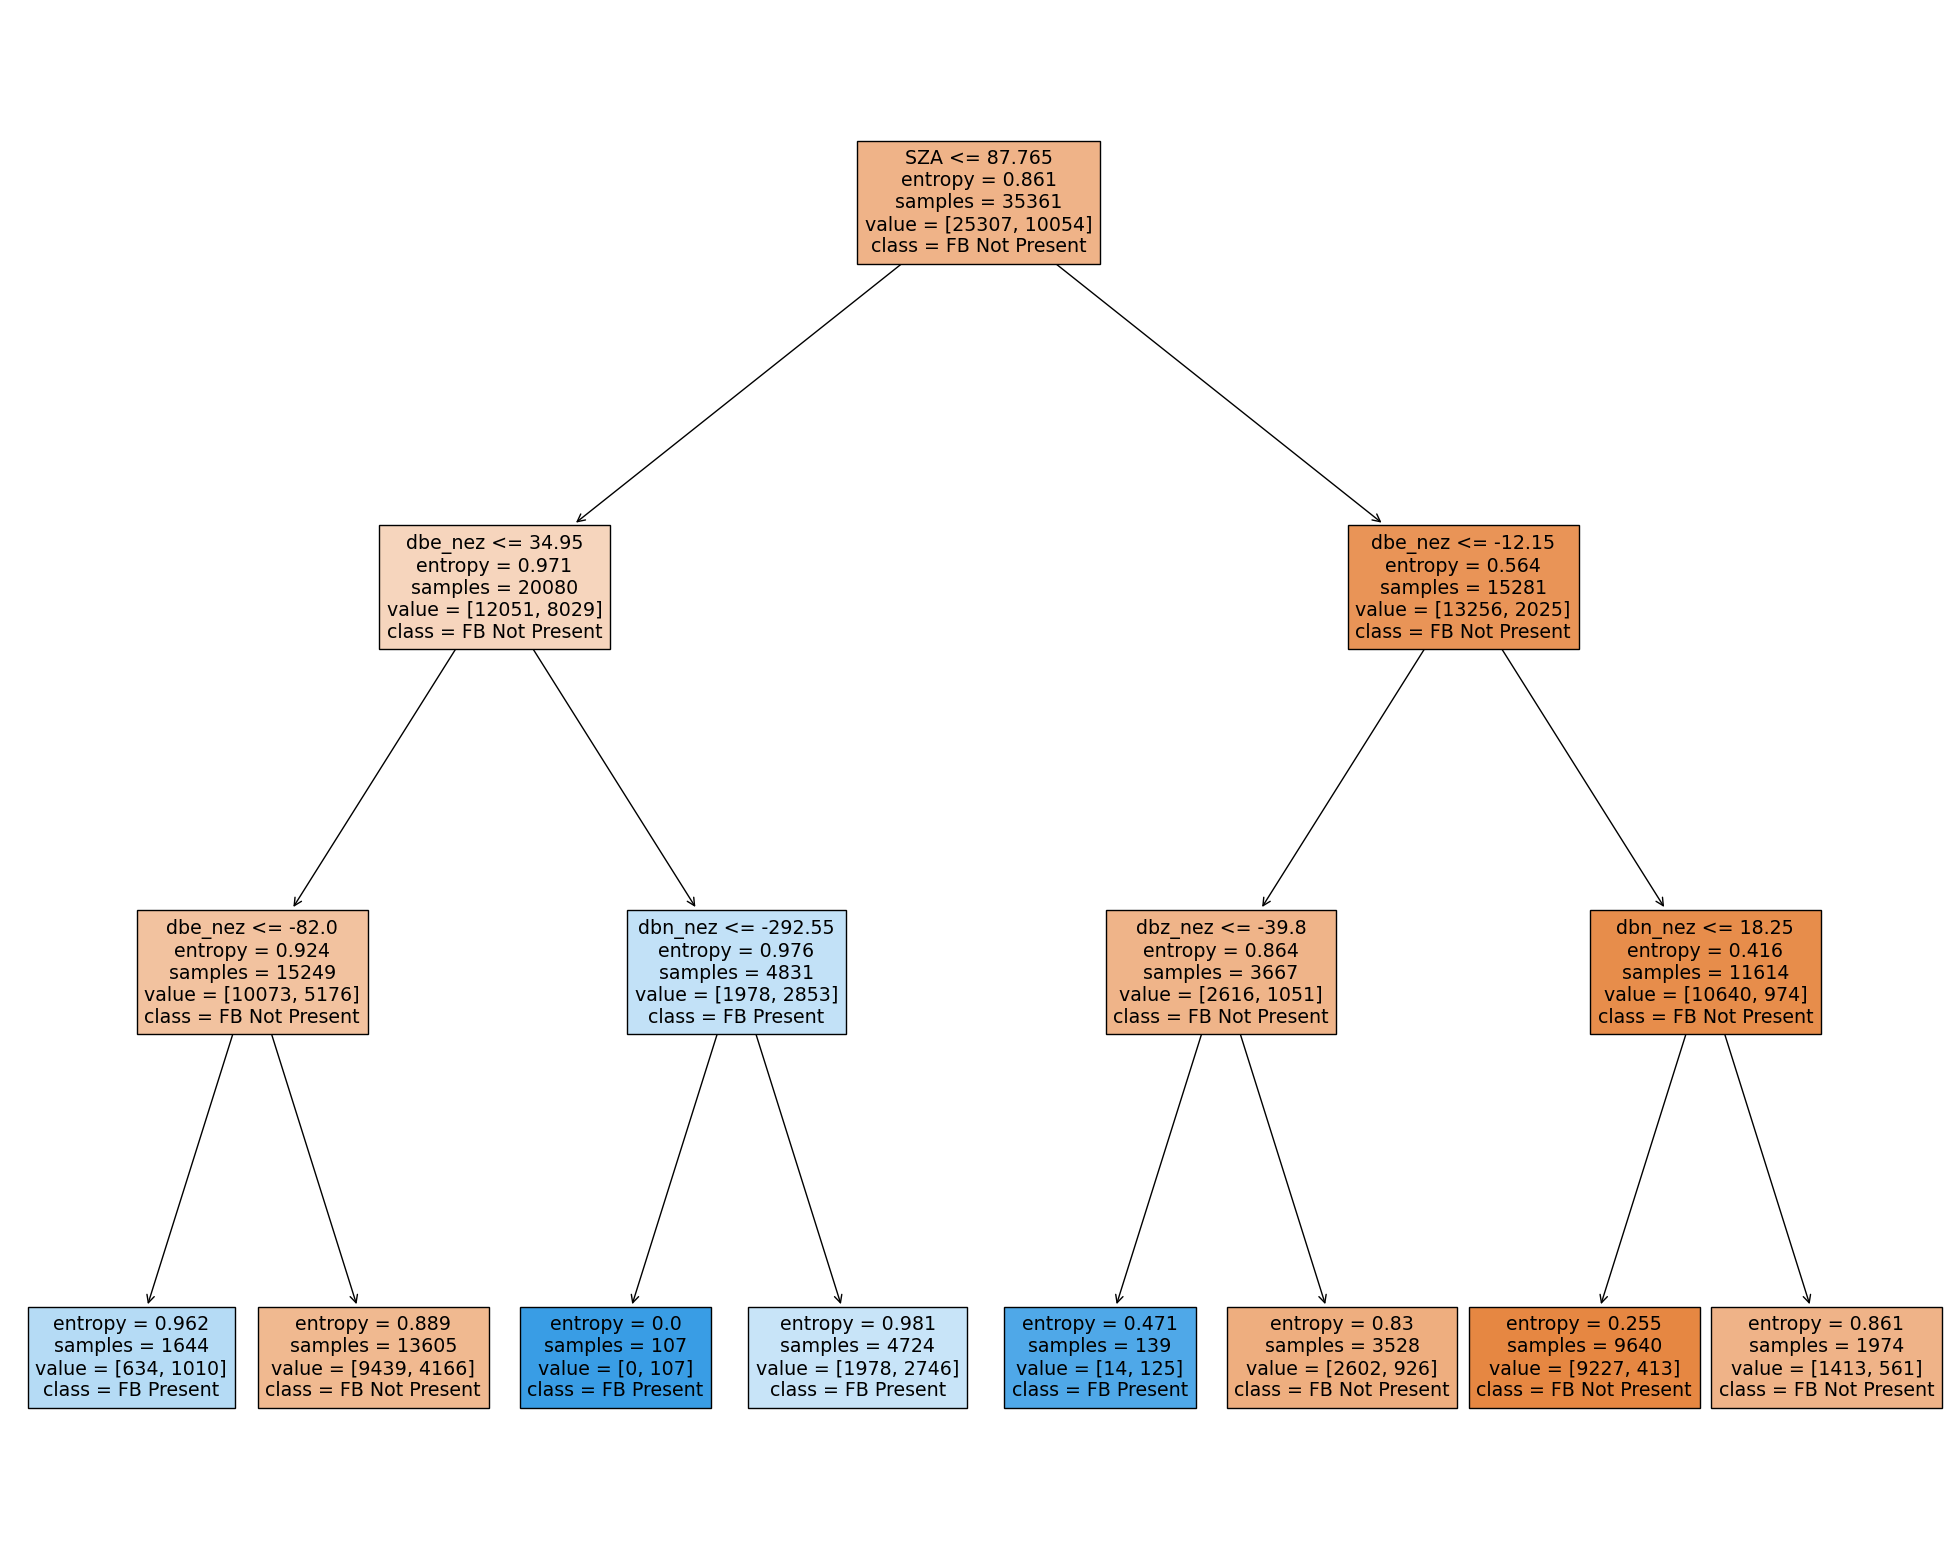 SZA <= 87.765
entropy = 0.861
samples = 35361
value = [25307, 10054]
class = FB Not Present
dbe_nez <= 34.95
entropy = 0.971
samples = 20080
value = [12051, 8029]
class = FB Not Present
dbe_nez <= -12.15
entropy = 0.564
samples = 15281
value = [13256, 2025]
class = FB Not Present
dbe_nez <= -82.0
entropy = 0.924
samples = 15249
value = [10073, 5176]
class = FB Not Present
dbn_nez <= -292.55
entropy = 0.976
samples = 4831
value = [1978, 2853]
class = FB Present
dbz_nez <= -39.8
entropy = 0.864
samples = 3667
value = [2616, 1051]
class = FB Not Present
dbn_nez <= 18.25
entropy = 0.416
samples = 11614
value = [10640, 974]
class = FB Not Present
entropy = 0.962
samples = 1644
value = [634, 1010]
class = FB Present
entropy = 0.889
samples = 13605
value = [9439, 4166]
class = FB Not Present
entropy = 0.0
samples = 107
value = [0, 107]
class = FB Present
entropy = 0.981
samples = 4724
value = [1978, 2746]
class = FB Present
entropy = 0.471
samples = 139
value = [14, 125]
class = FB Present
entropy = 0.83
samples = 3528
value = [2602, 926]
class = FB Not Present
entropy = 0.255
samples = 9640
value = [9227, 413]
class = FB Not Present
entropy = 0.861
samples = 1974
value = [1413, 561]
class = FB Not Present